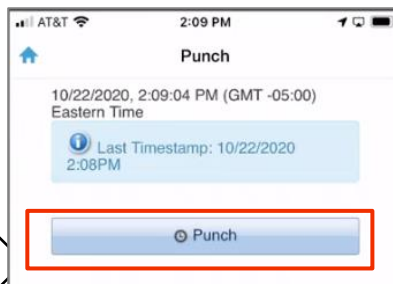 AT&T 2:09 PM
Punch
10/22/2020, 2:09:04 PM (GMT -05:00)
Eastern Time
Last Timestamp: 10/22/2020
2:08PM
Punch